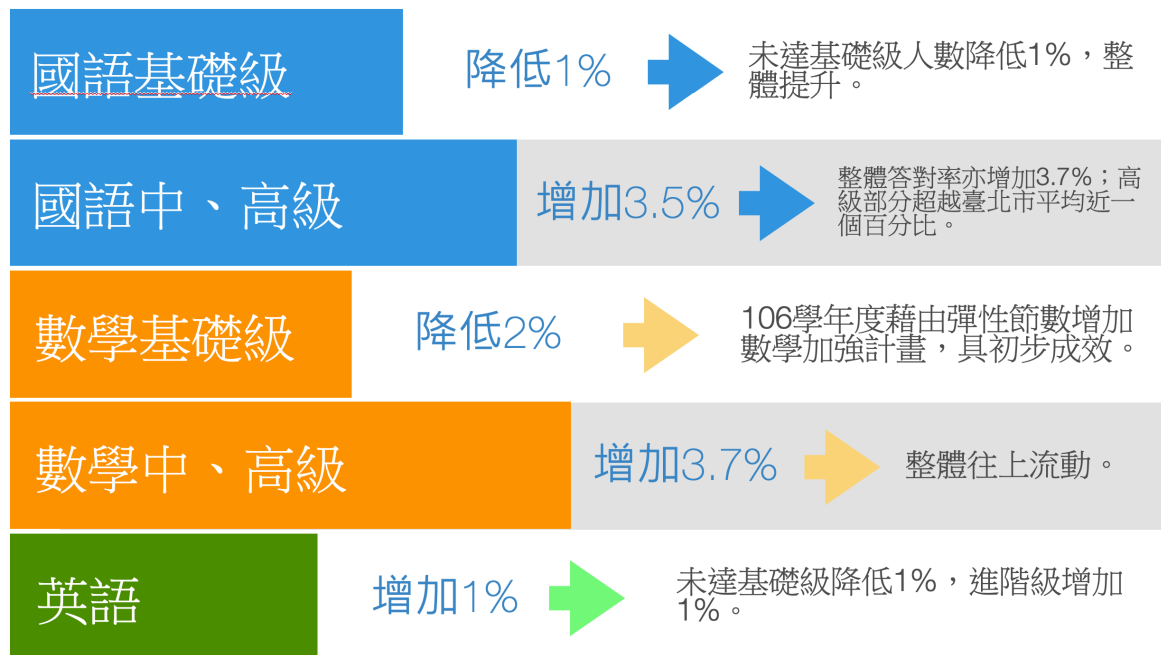 國語基礎級
降低1%
未達基礎級人數降低1%，整
體提升。
國語中、高級
增加3.5%
整體答對率亦增加3.7%；高
級部分超越臺北市平均近一
個百分比。
數學基礎級
降低2%
106學年度藉由彈性節數增加
數學加強計畫，具初步成效。
數學中、高級
增加3.7%
整體往上流動。
英語
增加1%
未達基礎級降低1%，進階級增加
1%。